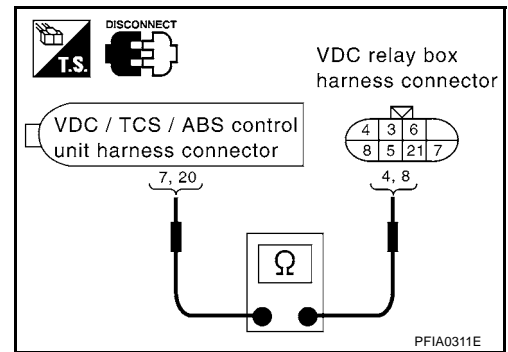 DISCONNECT
T.S.
VDC relay box
harness connector
VDC / TCS / ABS control
unit harness connector
4 3 6
8 5 21 7
7, 20
4, 8
Ω
PFIA0311E